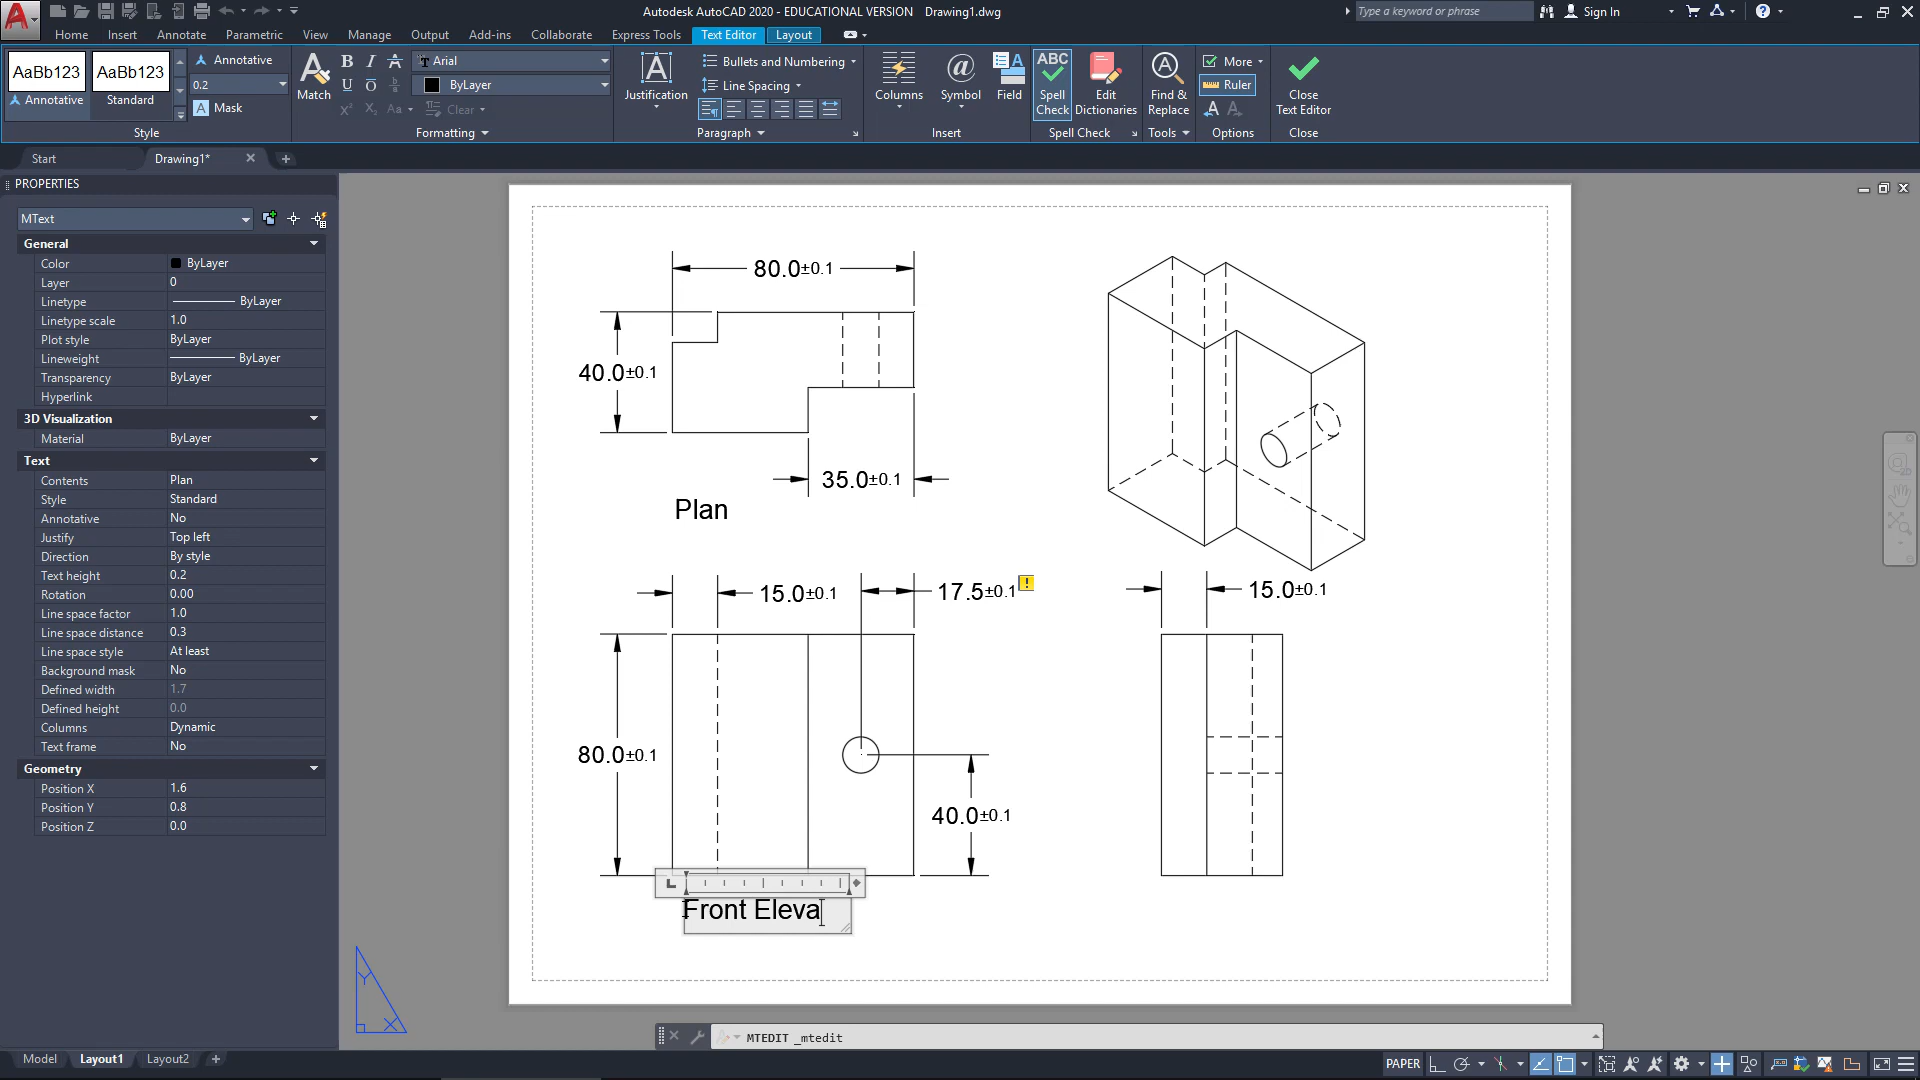 Autodesk AutoCAD 2020 - EDUCATIONAL VERSION    Drawing1.dwg
Type a keyword or phrase
Sign In
Home Insert Annotate Parametric View Manage Output Add-ins Collaborate Express Tools Text Editor Layout
AaBb123 AaBb123
Annotative Standard
Annotative
0.2
Mask
Style
Match
B I A
U O
Arial
ByLayer
Aa Clear
Formatting
Justification
Bullets and Numbering
Line Spacing
Paragraph
Columns Symbol Field
Insert
ABC
Spell Check
Edit Dictionaries
Spell Check
Find & Replace
Tools
More
Ruler
Options
Close Text Editor
Close
Start Drawing1*
PROPERTIES
MText
General
Color ByLayer
Layer 0
Linetype ByLayer
Linetype scale 1.0
Plot style ByLayer
Lineweight ByLayer
Transparency ByLayer
Hyperlink
3D Visualization
Material ByLayer
Text
Contents Plan
Style Standard
Annotative No
Justify Top left
Direction By style
Text height 0.2
Rotation 0.00
Line space factor 1.0
Line space distance 0.3
Line space style At least
Background mask No
Defined width 1.7
Defined height 0.0
Columns Dynamic
Text frame No
Geometry
Position X 1.6
Position Y 0.8
Position Z 0.0
80.0±0.1
40.0±0.1
35.0±0.1
Plan
15.0±0.1
17.5±0.1
15.0±0.1
80.0±0.1
40.0±0.1
Front Eleva
Y
X
MTEDIT _mtedit
Model Layout1 Layout2
PAPER